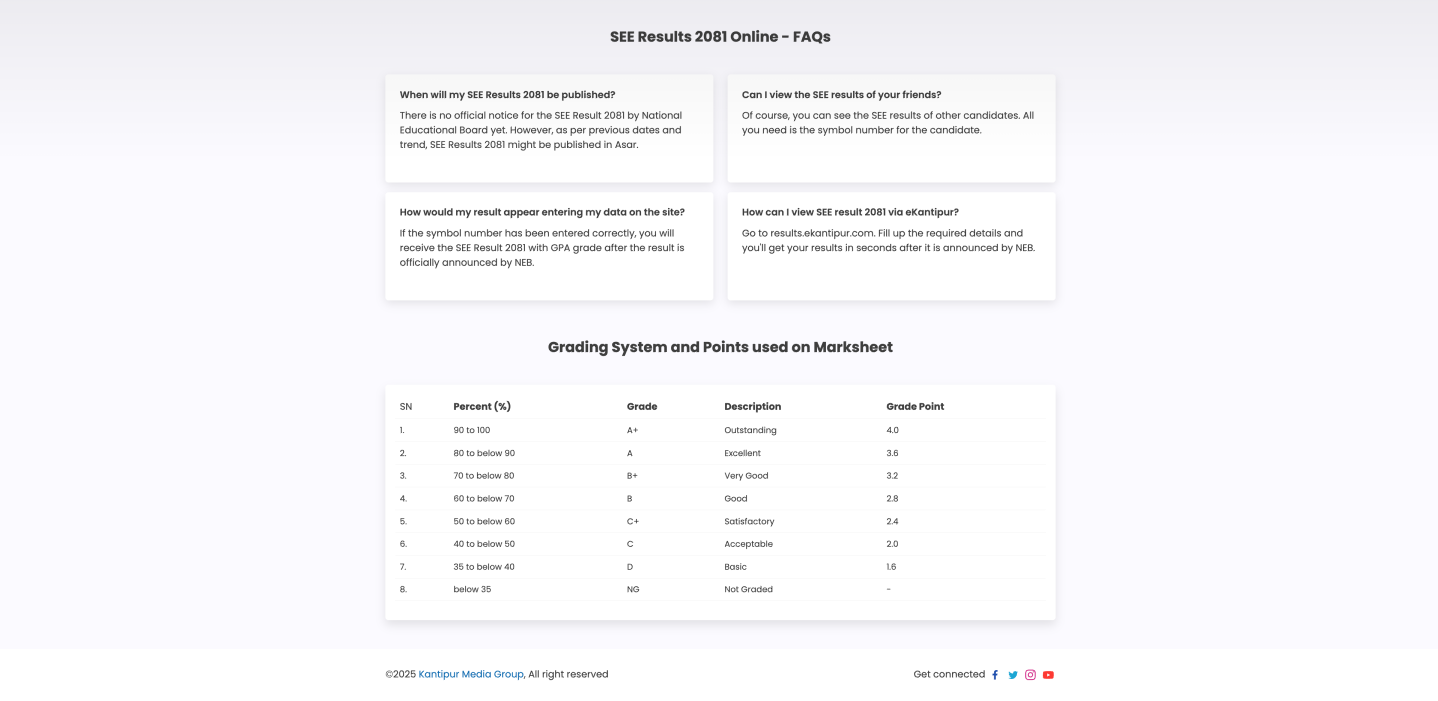 SEE Results 2081 Online - FAQs
When will my SEE Results 2081 be published?
There is no official notice for the SEE Result 2081 by National
Educational Board yet. However, as per previous dates and
trend, SEE Results 2081 might be published in Asar.
Can I view the SEE results of your friends?
Of course, you can see the SEE results of other candidates. All
you need is the symbol number for the candidate.
How would my result appear entering my data on the site?
If the symbol number has been entered correctly, you will
receive the SEE Result 2081 with GPA grade after the result is
officially announced by NEB.
How can I view SEE result 2081 via eKantipur?
Go to results.ekantipur.com. Fill up the required details and
you'll get your results in seconds after it is announced by NEB.
Grading System and Points used on Marksheet
SN Percent (%) Grade Description Grade Point
1. 90 to 100 A+ Outstanding 4.0
2. 80 to below 90 A Excellent 3.6
3. 70 to below 80 B+ Very Good 3.2
4. 60 to below 70 B Good 2.8
5. 50 to below 60 C+ Satisfactory 2.4
6. 40 to below 50 C Acceptable 2.0
7. 35 to below 40 D Basic 1.6
8. below 35 NG Not Graded -
©2025 Kantipur Media Group, All right reserved
Get connected